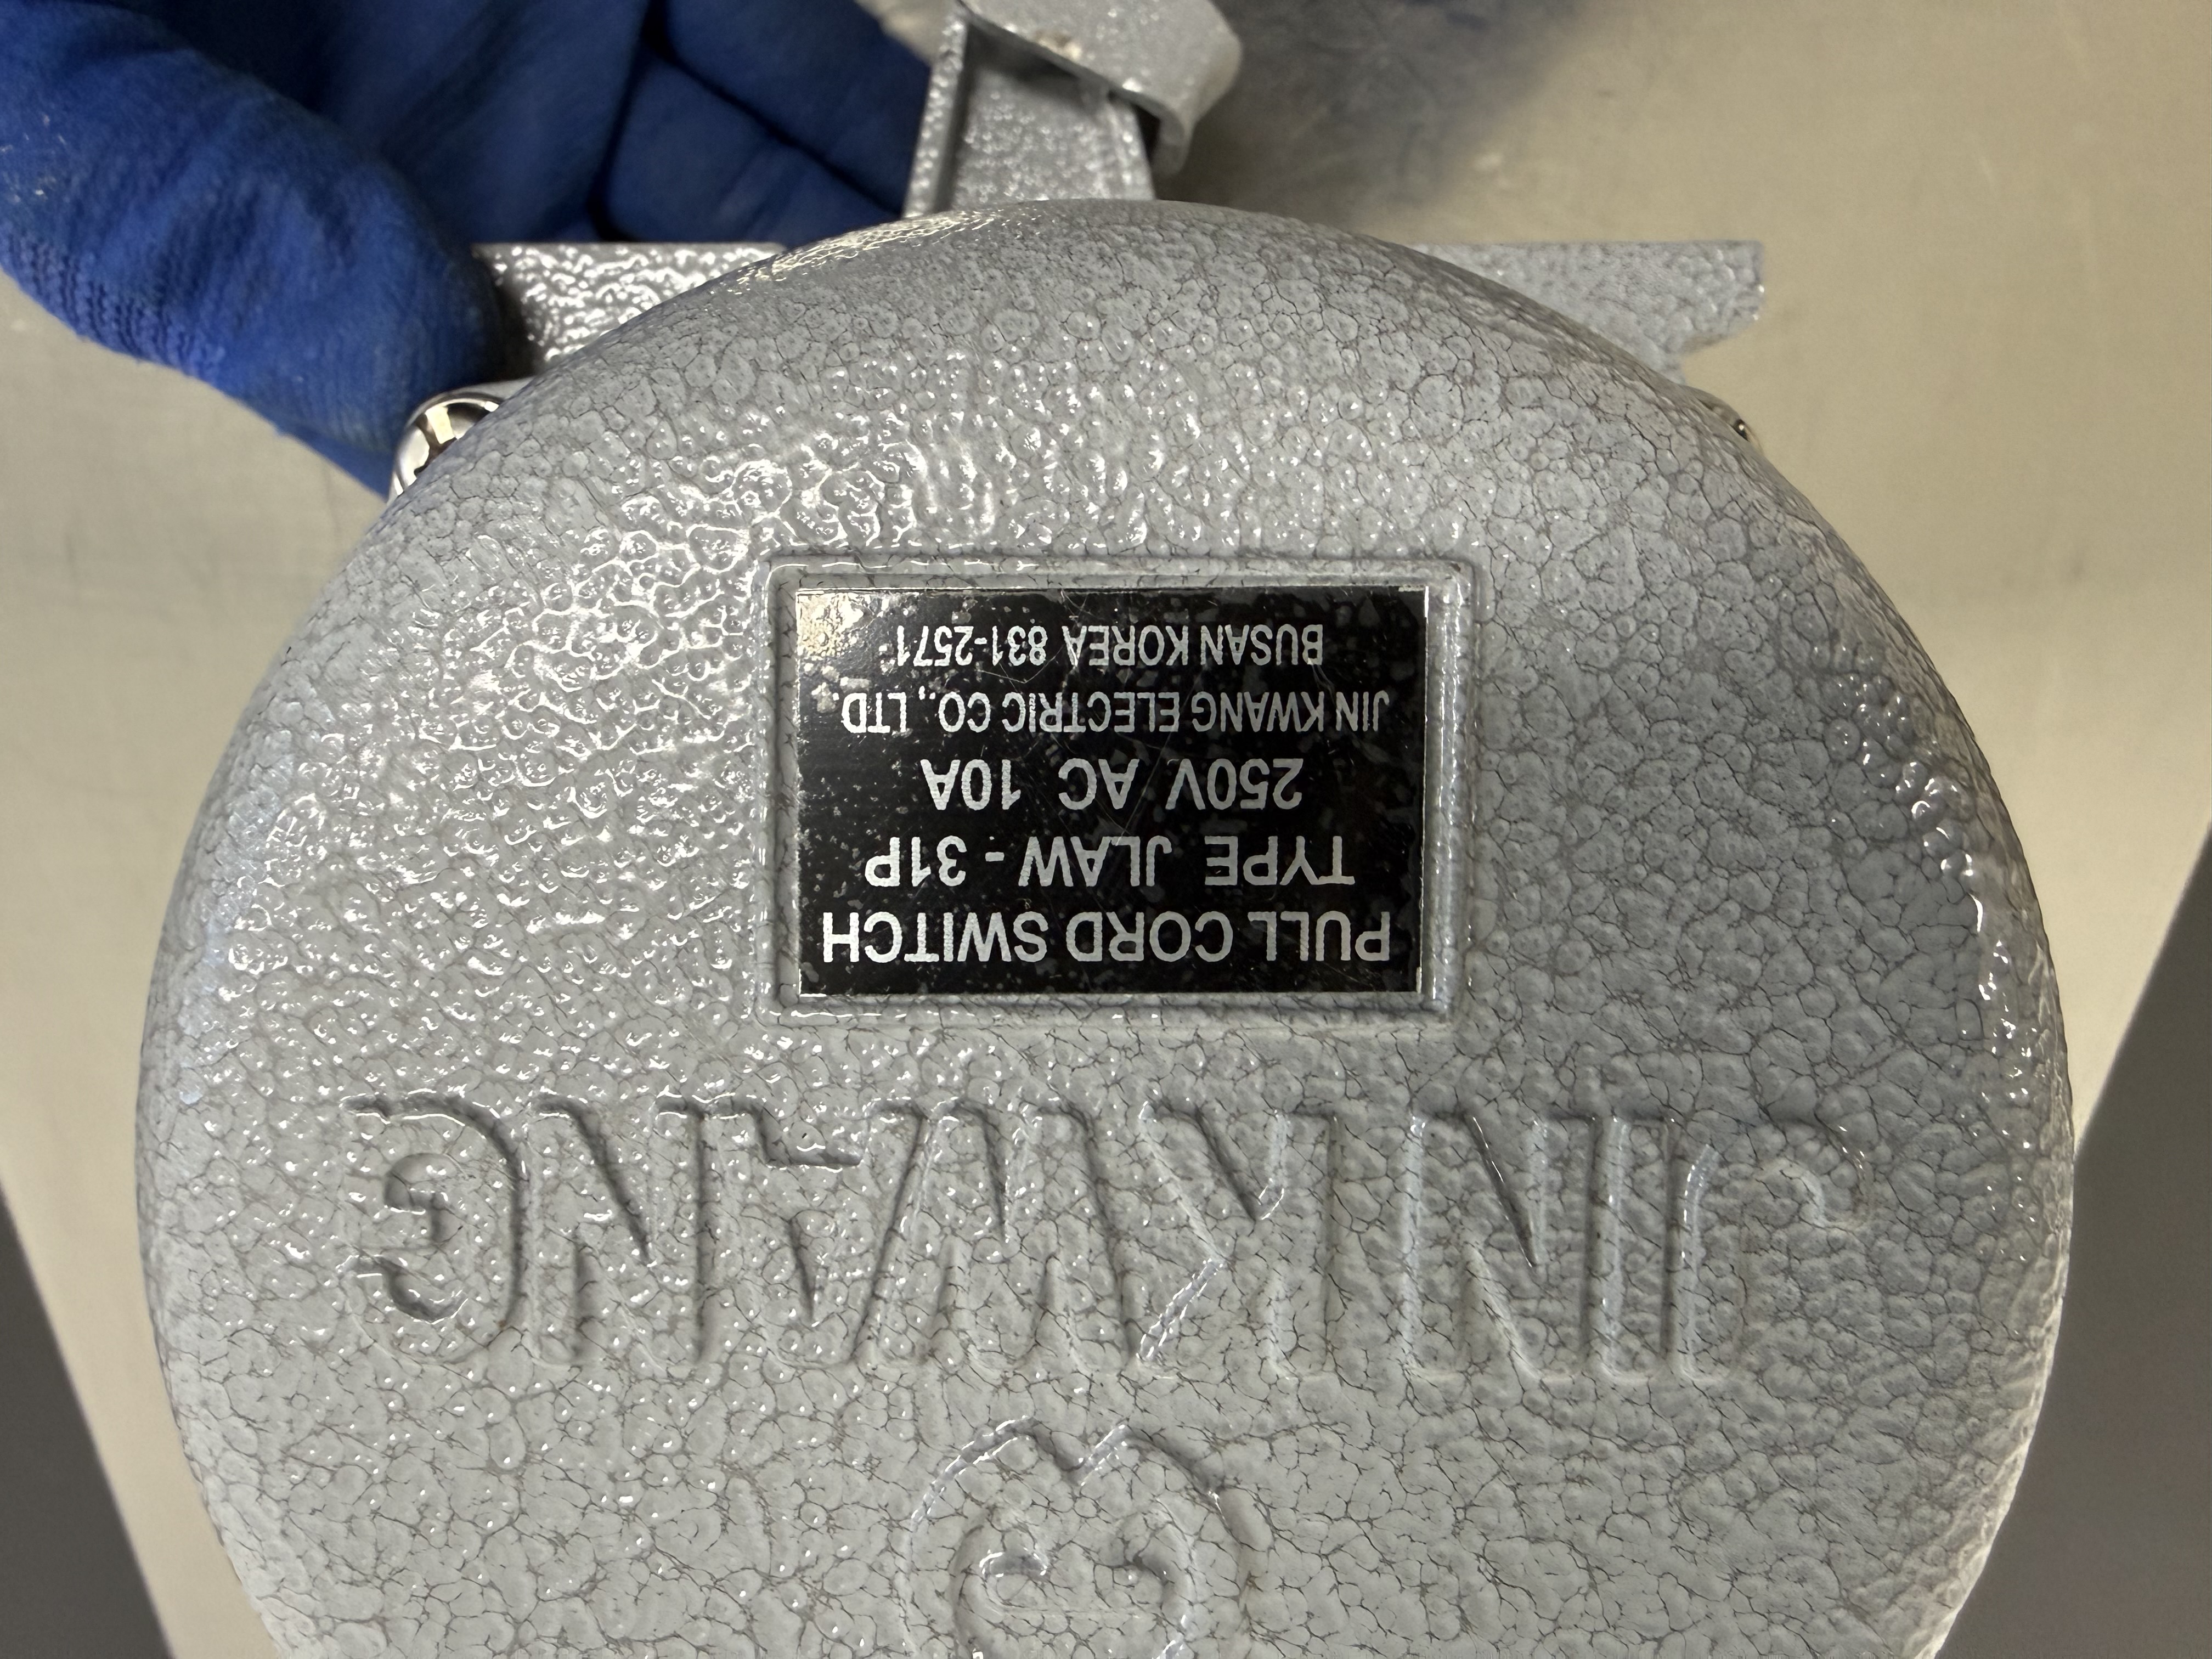 JINKWANG
PULL CORD SWITCH
TYPE JLAW - 31P
250V AC 10A
JIN KWANG ELECTRIC CO., LTD.
BUSAN KOREA 831-2571